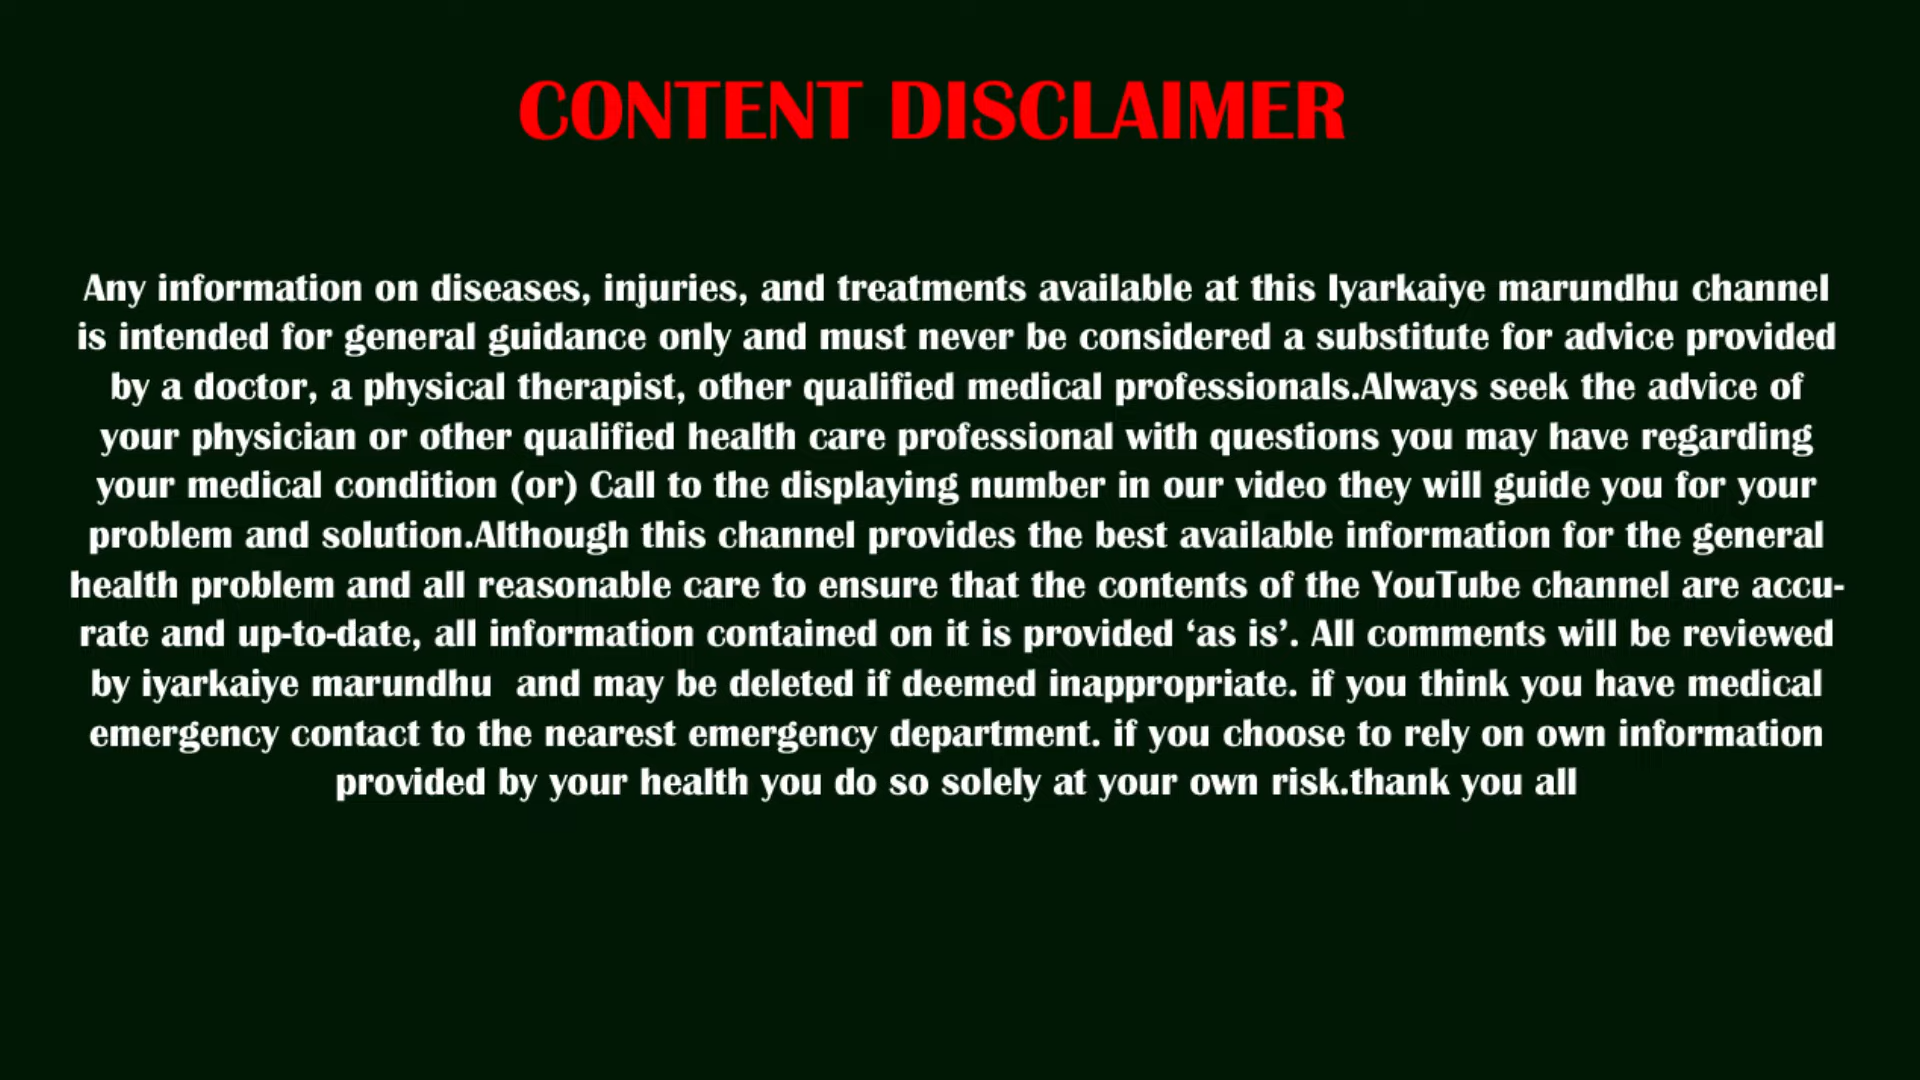 CONTENT DISCLAIMER
Any information on diseases, injuries, and treatments available at this Iyarkaiye marundhu channel
is intended for general guidance only and must never be considered a substitute for advice provided
by a doctor, a physical therapist, other qualified medical professionals.Always seek the advice of
your physician or other qualified health care professional with questions you may have regarding
your medical condition (or) Call to the displaying number in our video they will guide you for your
problem and solution.Although this channel provides the best available information for the general
health problem and all reasonable care to ensure that the contents of the YouTube channel are accu-
rate and up-to-date, all information contained on it is provided ‘as is’. All comments will be reviewed
by iyarkaiye marundhu  and may be deleted if deemed inappropriate. if you think you have medical
emergency contact to the nearest emergency department. if you choose to rely on own information
provided by your health you do so solely at your own risk.thank you all